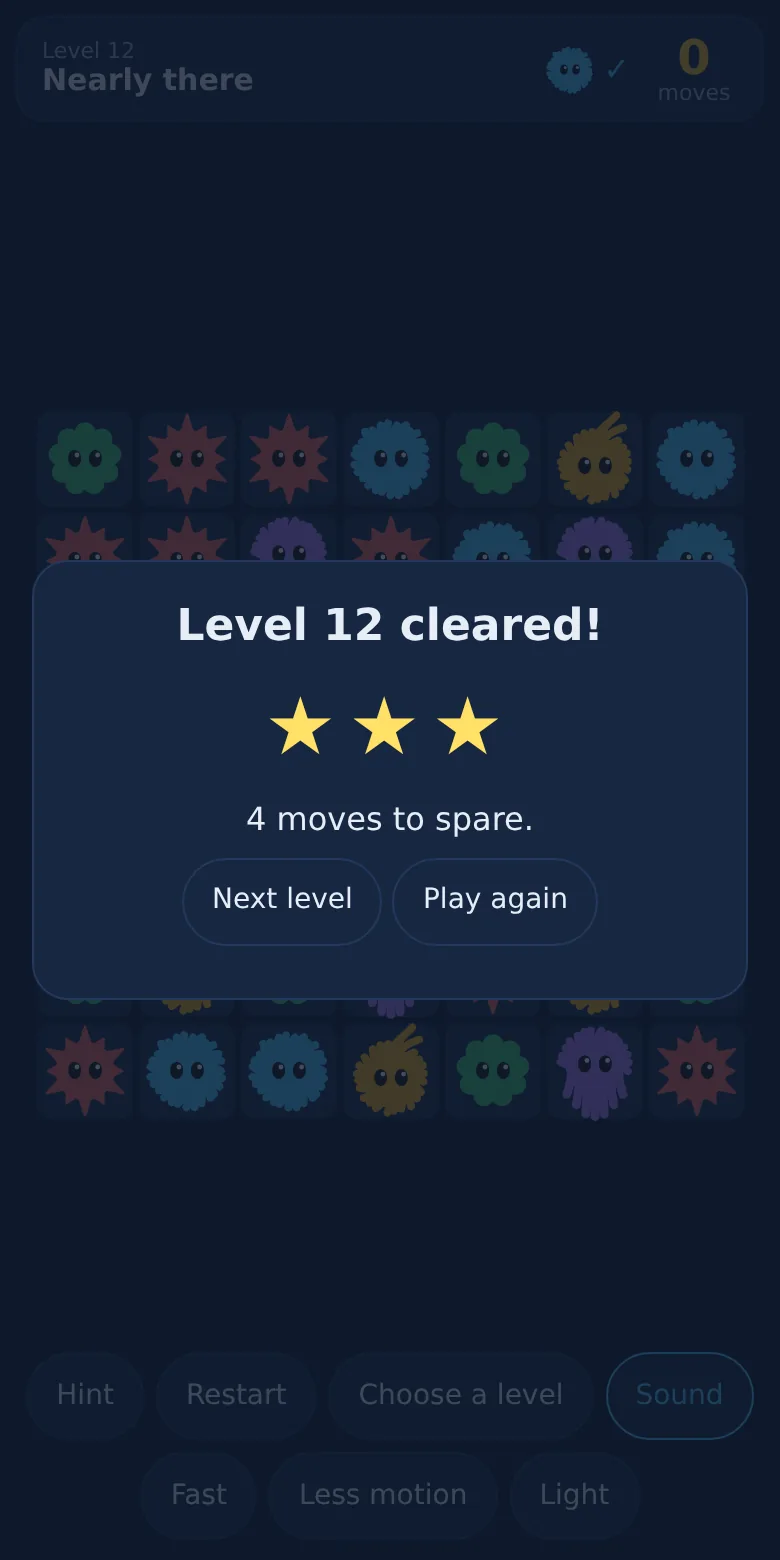 Level 12
Nearly there
✓
0
moves
Level 12 cleared!
★ ★ ★
4 moves to spare.
Next level
Play again
Hint
Restart
Choose a level
Sound
Fast
Less motion
Light